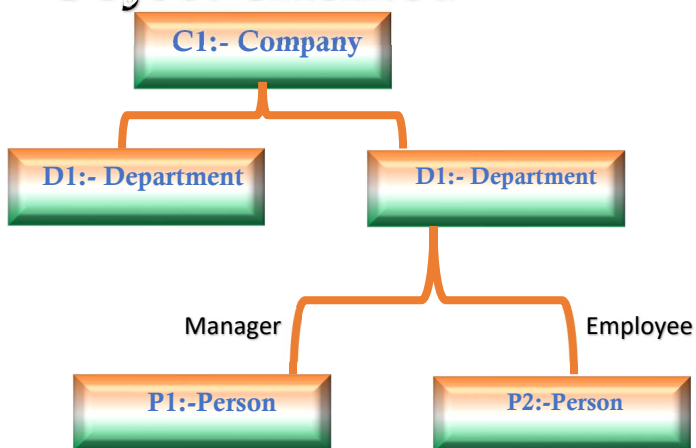 C1:- Company
D1:- Department
D1:- Department
Manager
Employee
P1:-Person
P2:-Person